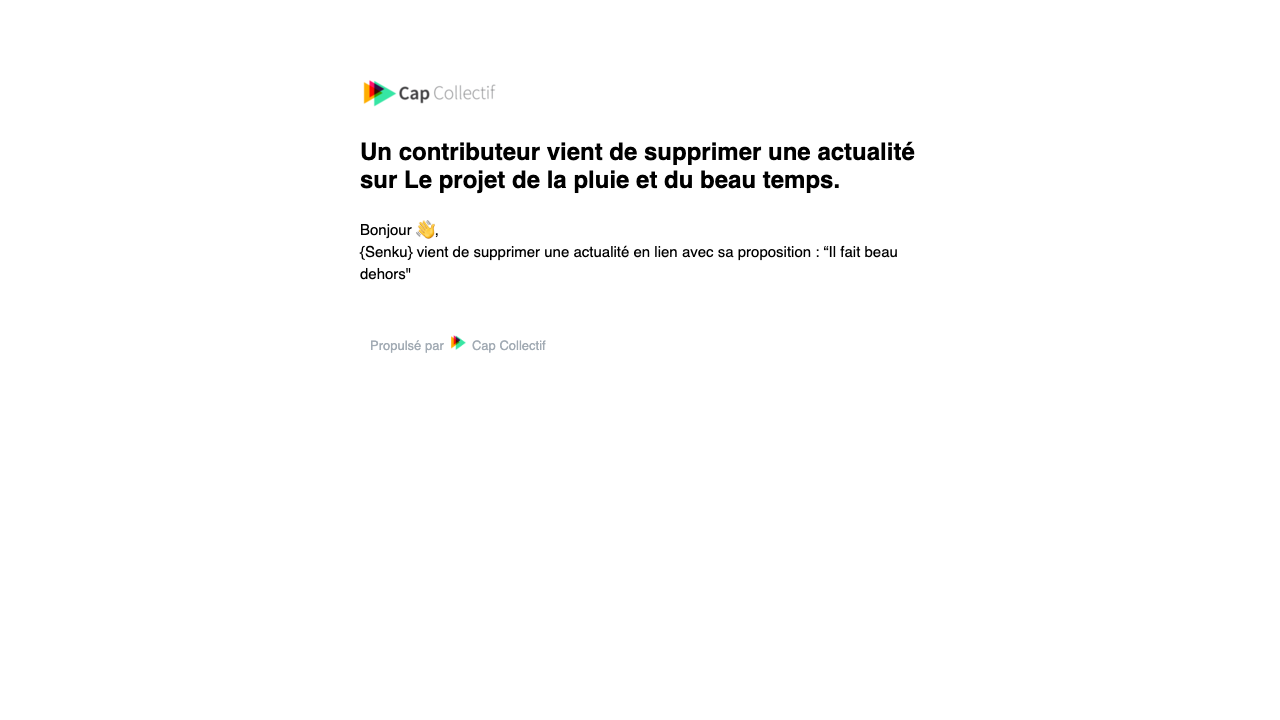 Cap Collectif
Un contributeur vient de supprimer une actualité
sur Le projet de la pluie et du beau temps.
Bonjour 👋,
{Senku} vient de supprimer une actualité en lien avec sa proposition : “Il fait beau
dehors"
Propulsé par Cap Collectif